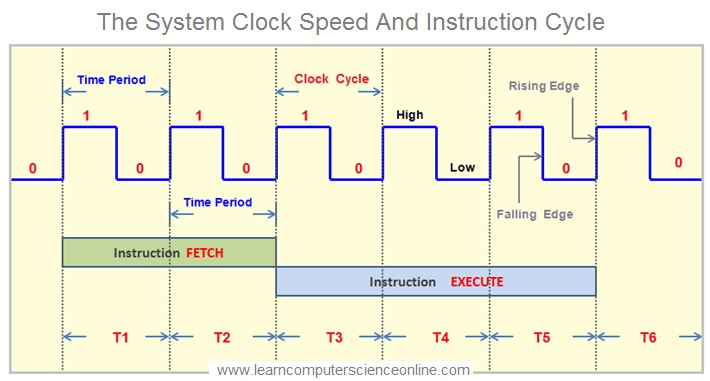 The System Clock Speed And Instruction Cycle
Time Period
Clock Cycle
Rising Edge
1 1 1 High 1 1
0 0 0 0 Low 0 0
Time Period
Falling Edge
Instruction FETCH
Instruction EXECUTE
T1 T2 T3 T4 T5 T6
www.learncomputerscienceonline.com